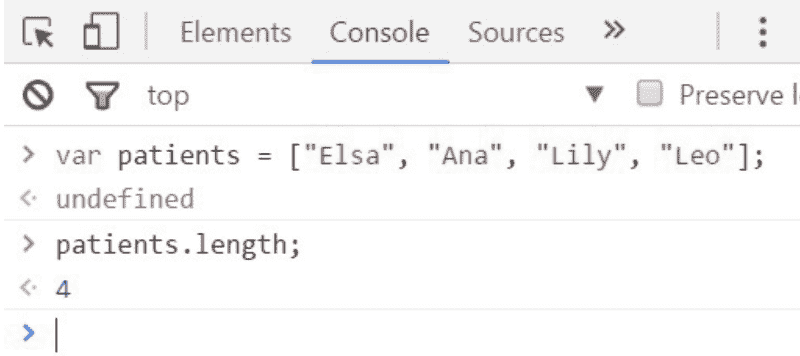 Elements Console Sources »
top ▼ Preserve l
> var patients = ["Elsa", "Ana", "Lily", "Leo"];
<· undefined
> patients.length;
<· 4
>